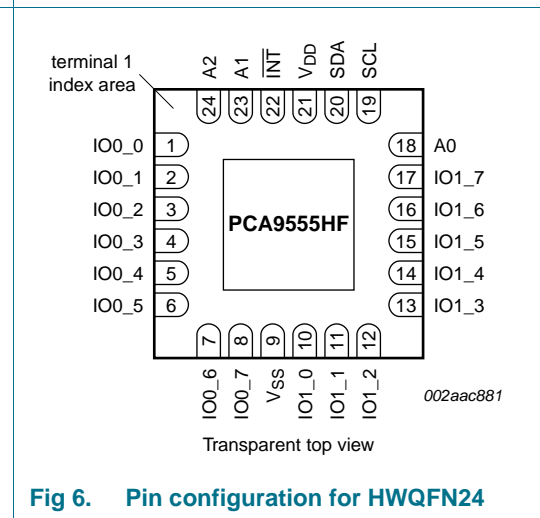 terminal 1
index area
A2
A1
INT
VDD
SDA
SCL
24
23
22
21
20
19
IO0_0 1
IO0_1 2
IO0_2 3
IO0_3 4
IO0_4 5
IO0_5 6
PCA9555HF
18 A0
17 IO1_7
16 IO1_6
15 IO1_5
14 IO1_4
13 IO1_3
7
8
9
10
11
12
IO0_6
IO0_7
VSS
IO1_0
IO1_1
IO1_2
002aac881
Transparent top view
Fig 6. Pin configuration for HWQFN24